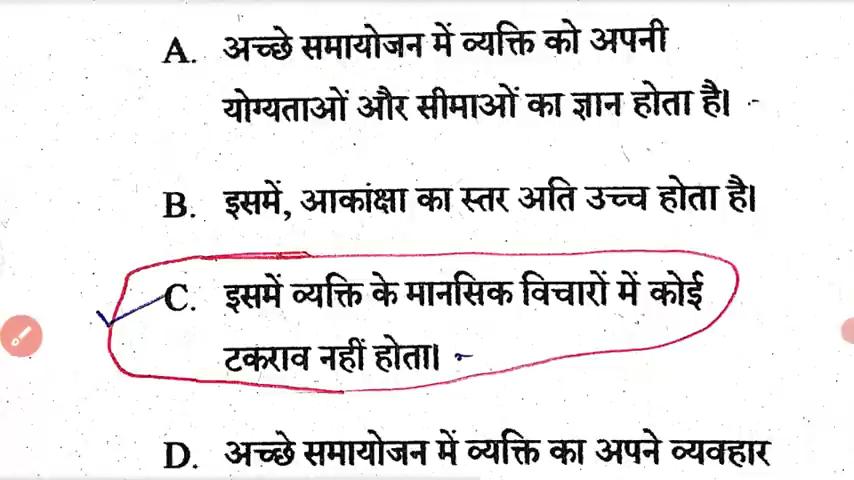 A. अच्छे समायोजन में व्यक्ति को अपनी
योग्यताओं और सीमाओं का ज्ञान होता है।
B. इसमें, आकांक्षा का स्तर अति उच्च होता है।
C. इसमें व्यक्ति के मानसिक विचारों में कोई
टकराव नहीं होता।
D. अच्छे समायोजन में व्यक्ति का अपने व्यवहार